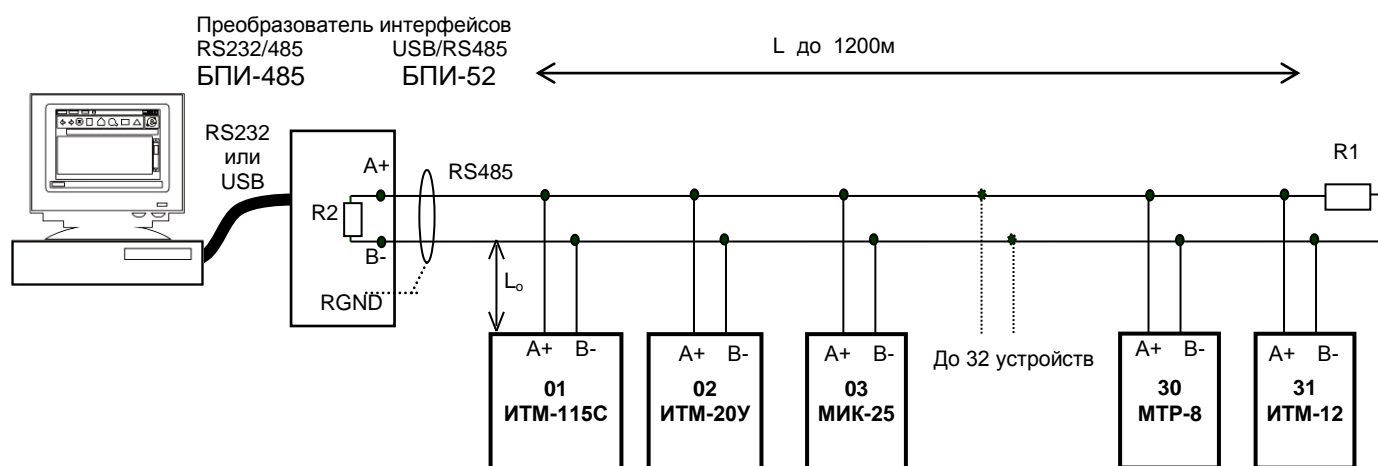 Преобразователь интерфейсов
RS232/485 USB/RS485
БПИ-485 БПИ-52
L до 1200м
RS232
или
USB
A+
RS485
R1
R2
B-
RGND
Lо
A+ B-
01
ИТМ-115С
A+ B-
02
ИТМ-20У
A+ B-
03
МИК-25
До 32 устройств
A+ B-
30
МТР-8
A+ B-
31
ИТМ-12